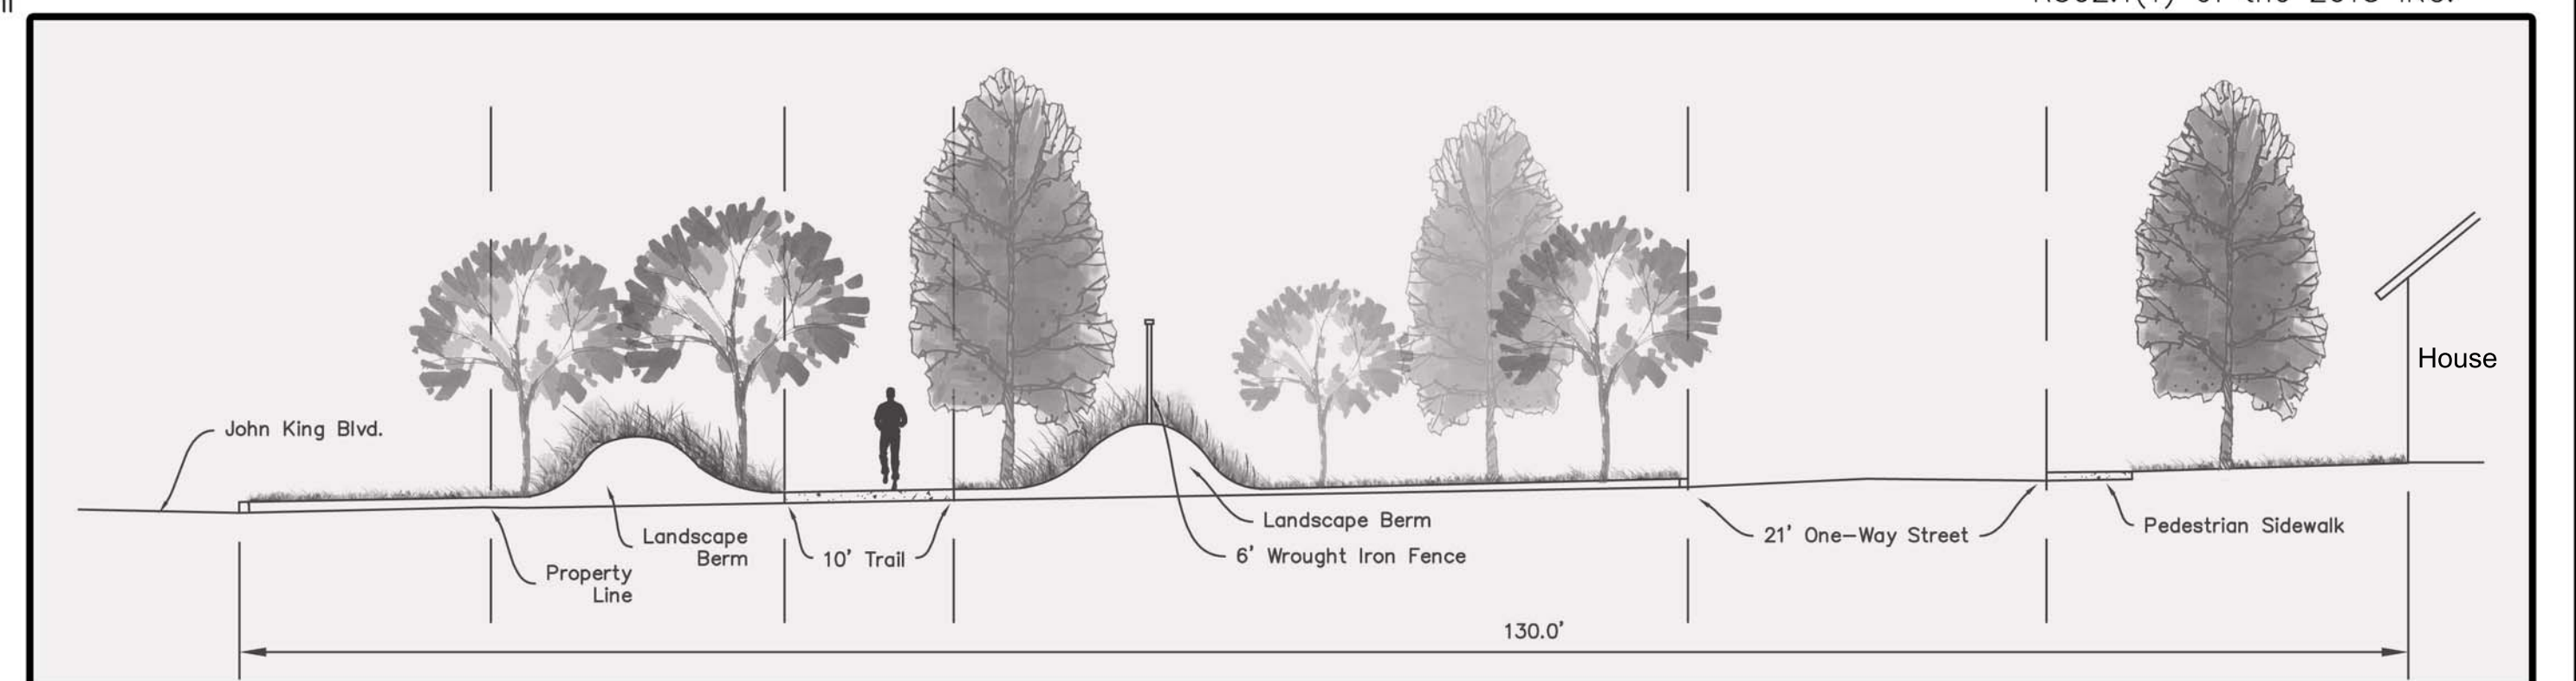 John King Blvd.
Property
Line
Landscape
Berm
10' Trail
Landscape Berm
6' Wrought Iron Fence
21' One-Way Street
Pedestrian Sidewalk
House
130.0'